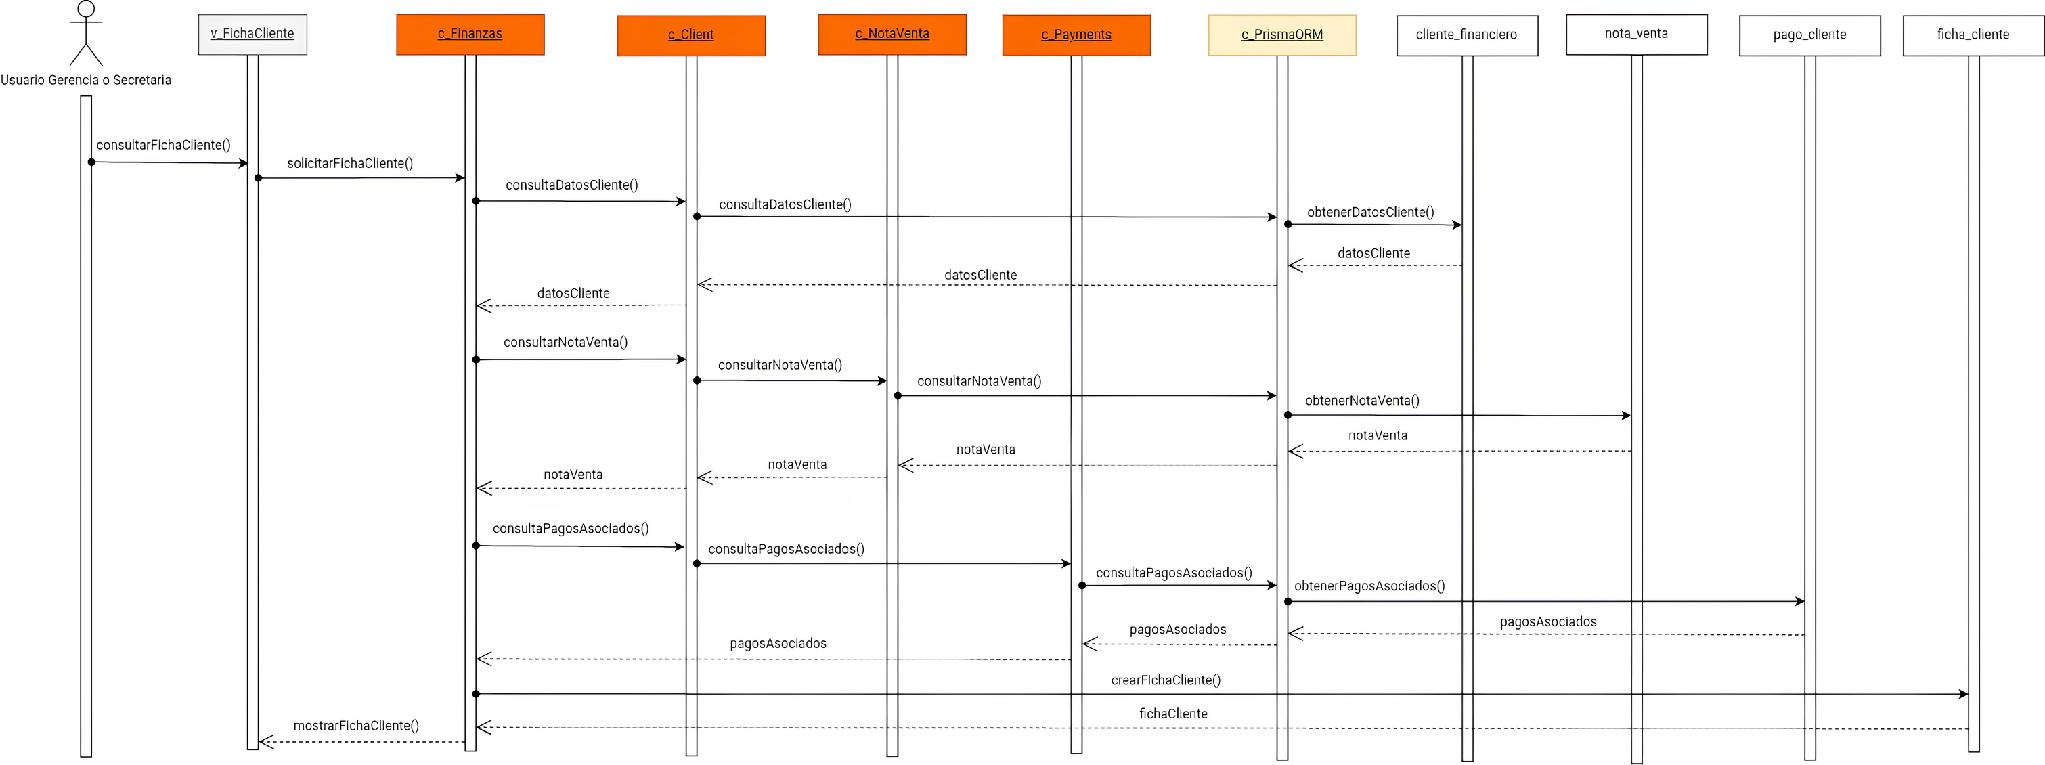 v_FichaCliente
c_Finanzas
c_Client
c_NotaVenta
c_Payments
c_PrismaORM
cliente_financiero
nota_venta
pago_cliente
ficha_cliente
Usuario Gerencia o Secretaria
consultarFichaCliente()
solicitarFichaCliente()
consultaDatosCliente()
consultaDatosCliente()
obtenerDatosCliente()
datosCliente
datosCliente
datosCliente
consultarNotaVenta()
consultarNotaVenta()
consultarNotaVenta()
obtenerNotaVenta()
notaVenta
notaVenta
notaVenta
notaVenta
consultaPagosAsociados()
consultaPagosAsociados()
consultaPagosAsociados()
obtenerPagosAsociados()
pagosAsociados
pagosAsociados
pagosAsociados
crearFichaCliente()
fichaCliente
mostrarFichaCliente()